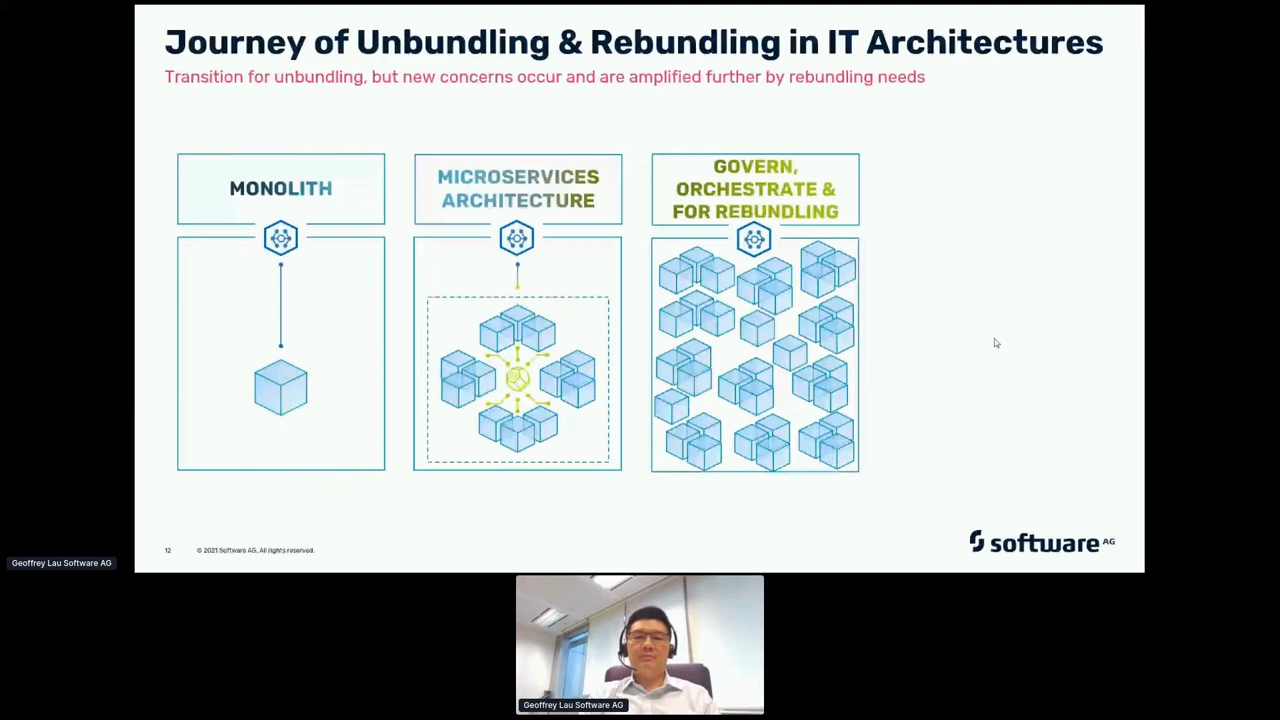 Journey of Unbundling & Rebundling in IT Architectures
Transition for unbundling, but new concerns occur and are amplified further by rebundling needs
MONOLITH
MICROSERVICES
ARCHITECTURE
GOVERN,
ORCHESTRATE &
FOR REBUNDLING
12
© 2021 Software AG. All rights reserved.
software AG
Geoffrey Lau Software AG
Geoffrey Lau Software AG